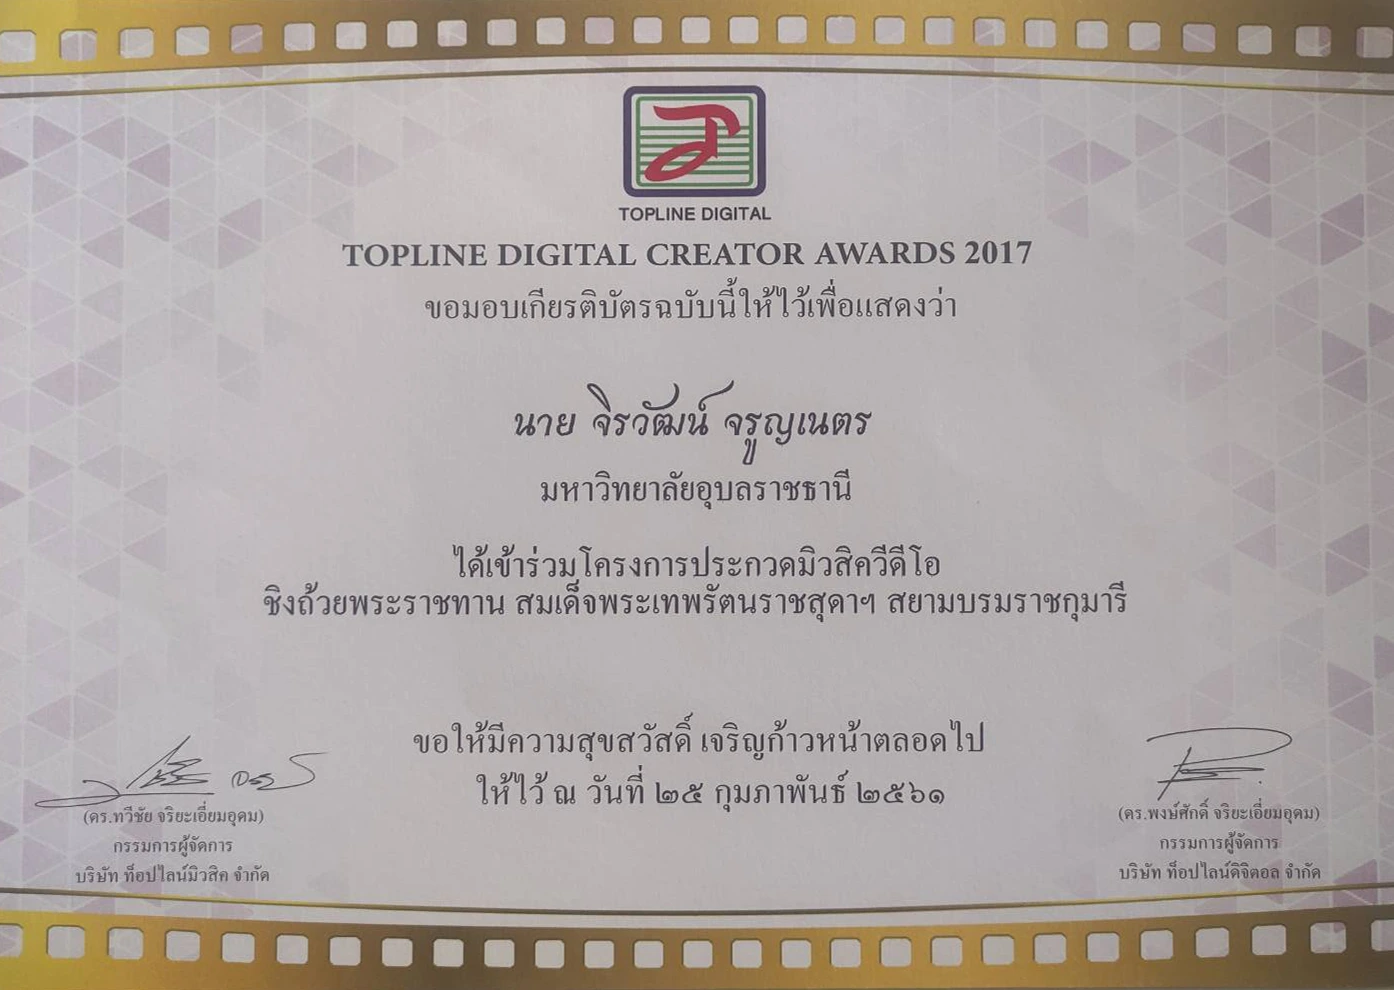 TOPLINE DIGITAL
TOPLINE DIGITAL CREATOR AWARDS 2017
ขอมอบเกียรติบัตรฉบับนี้ให้ไว้เพื่อแสดงว่า
นาย จิรวัฒน์ จรูญเนตร
มหาวิทยาลัยอุบลราชธานี
ได้เข้าร่วมโครงการประกวดมิวสิควีดีโอ
ชิงถ้วยพระราชทาน สมเด็จพระเทพรัตนราชสุดาฯ สยามบรมราชกุมารี
ขอให้มีความสุขสวัสดิ์ เจริญก้าวหน้าตลอดไป
ให้ไว้ ณ วันที่ ๒๕ กุมภาพันธ์ ๒๕๖๑
(ดร.ทวีชัย จริยะเอี่ยมอุดม)
กรรมการผู้จัดการ
บริษัท ท็อปไลน์มิวสิค จำกัด
(ดร.พงษ์ศักดิ์ จริยะเอี่ยมอุดม)
กรรมการผู้จัดการ
บริษัท ท็อปไลน์ดิจิตอล จำกัด